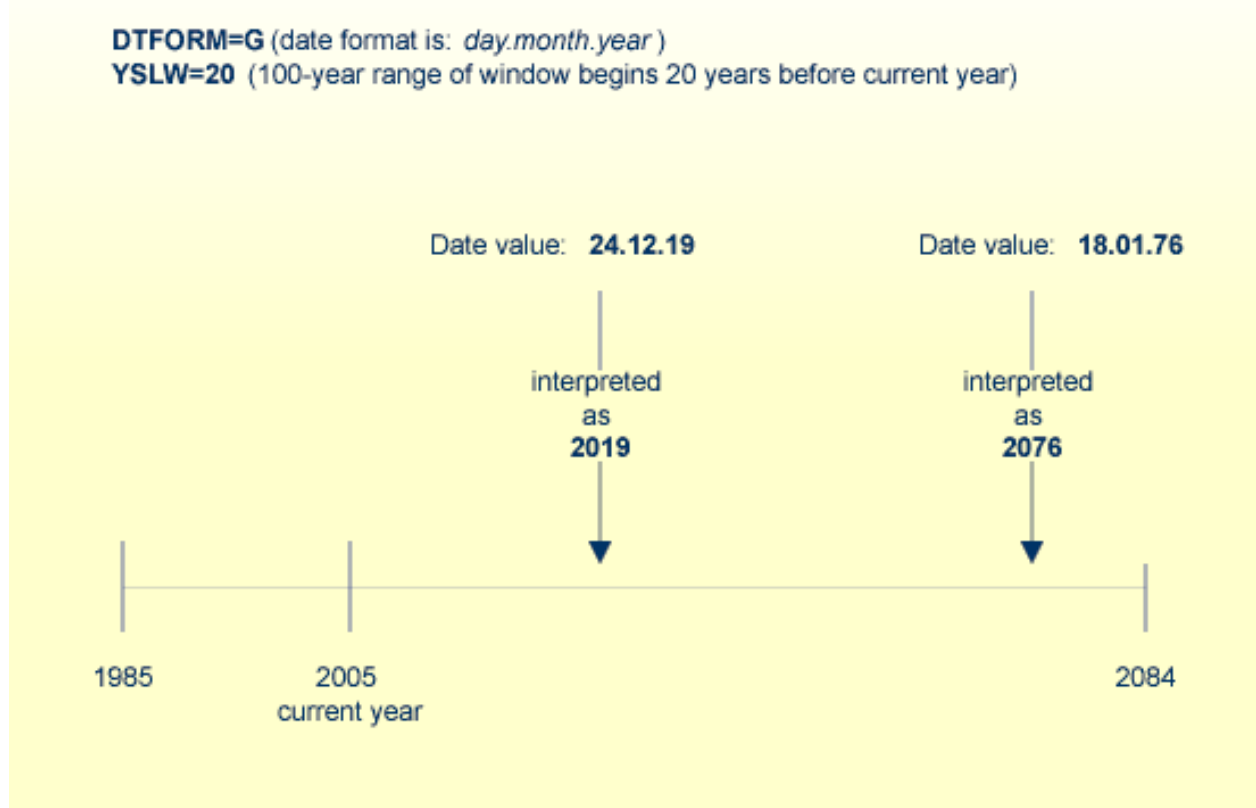 DTFORM=G (date format is: day.month.year )
YSLW=20 (100-year range of window begins 20 years before current year)
Date value: 24.12.19
Date value: 18.01.76
interpreted
as
2019
interpreted
as
2076
1985
2005
current year
2084